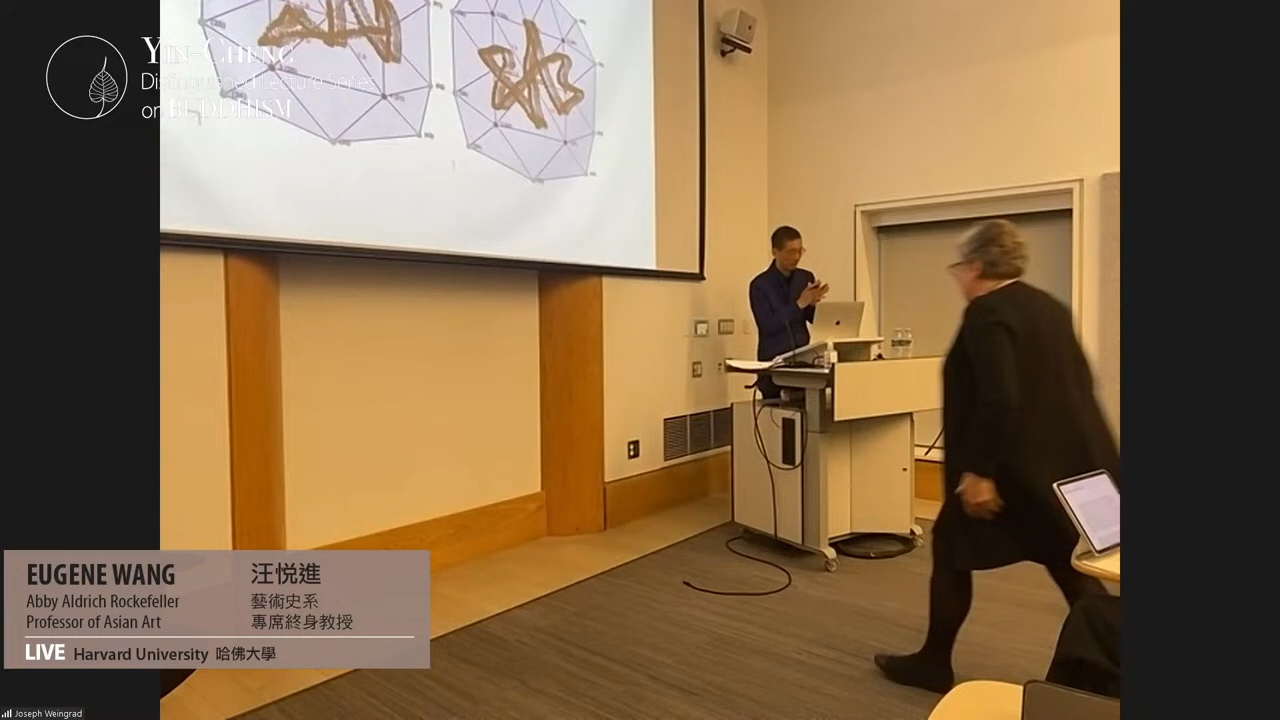 YIN-CHENG
Distinguished Lecture Series
on BUDDHISM
EUGENE WANG
Abby Aldrich Rockefeller
Professor of Asian Art
汪悦進
藝術史系
專席終身教授
LIVE Harvard University 哈佛大學
Joseph Weingrad